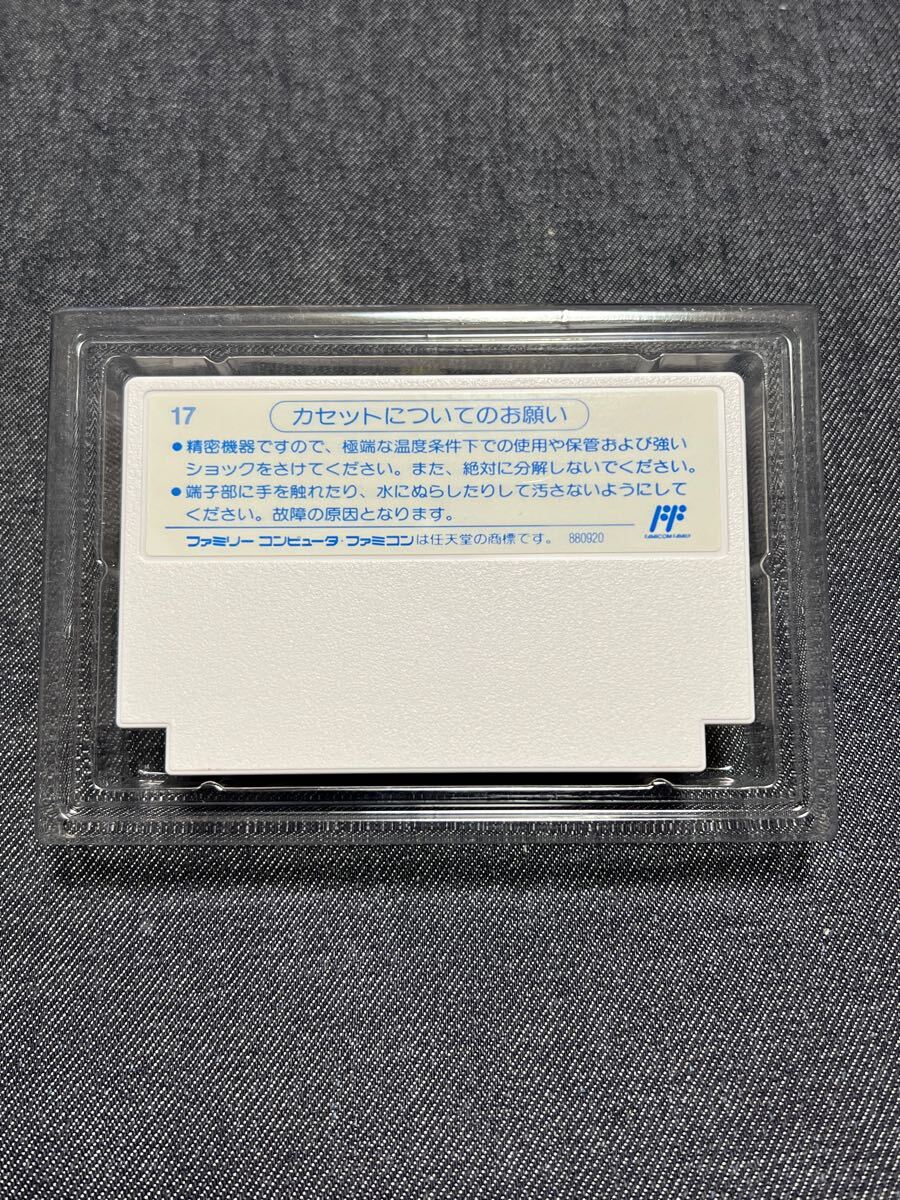 17
カセットについてのお願い
●精密機器ですので、極端な温度条件下での使用や保管および強い
ショックをさけてください。また、絶対に分解しないでください。
●端子部に手を触れたり、水にぬらしたりして汚さないようにして
ください。故障の原因となります。
FAMICOM FAMILY
ファミリー コンピュータ・ファミコンは任天堂の商標です。 880920